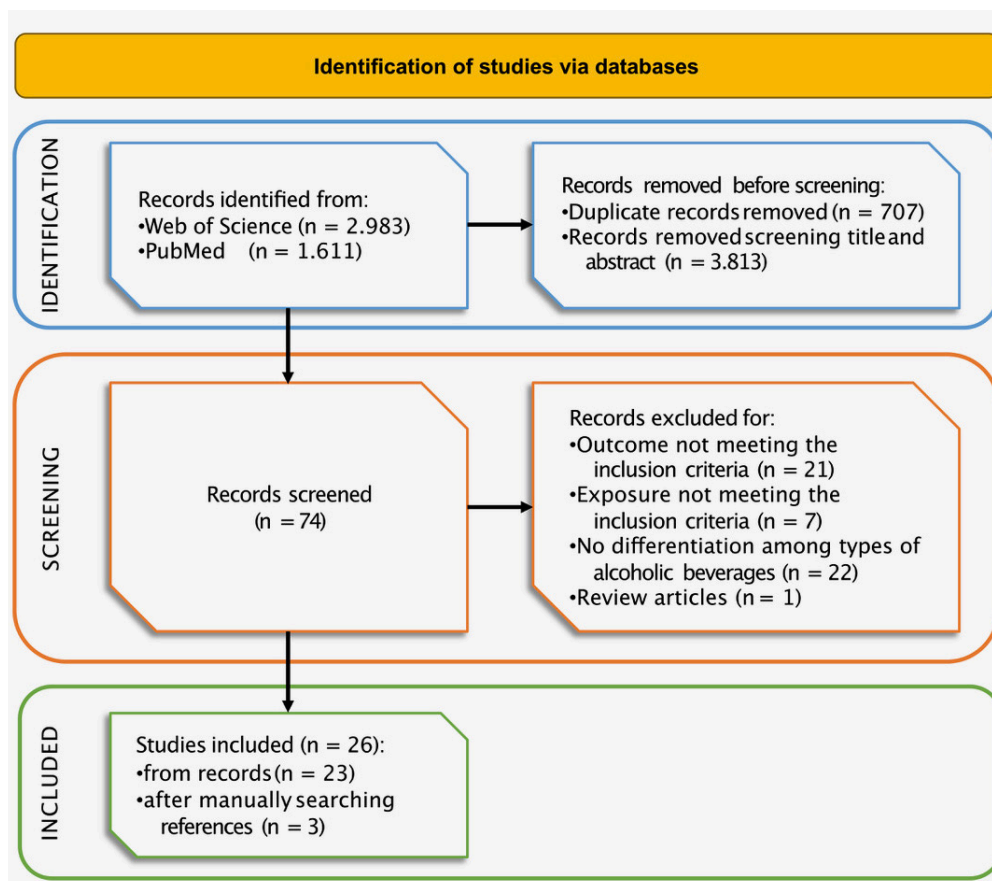 Identification of studies via databases
IDENTIFICATION
Records identified from:
•Web of Science (n = 2.983)
•PubMed (n = 1.611)
Records removed before screening:
•Duplicate records removed (n = 707)
•Records removed screening title and
abstract (n = 3.813)
SCREENING
Records screened
(n = 74)
Records excluded for:
•Outcome not meeting the
inclusion criteria (n = 21)
•Exposure not meeting the
inclusion criteria (n = 7)
•No differentiation among types of
alcoholic beverages (n = 22)
•Review articles (n = 1)
INCLUDED
Studies included (n = 26):
•from records (n = 23)
•after manually searching
references (n = 3)